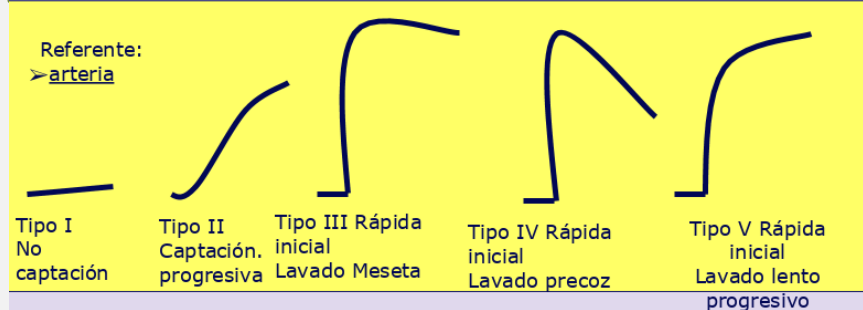 Referente:
➢arteria
Tipo I
No
captación
Tipo II
Captación.
progresiva
Tipo III Rápida
inicial
Lavado Meseta
Tipo IV Rápida
inicial
Lavado precoz
Tipo V Rápida
inicial
Lavado lento
progresivo